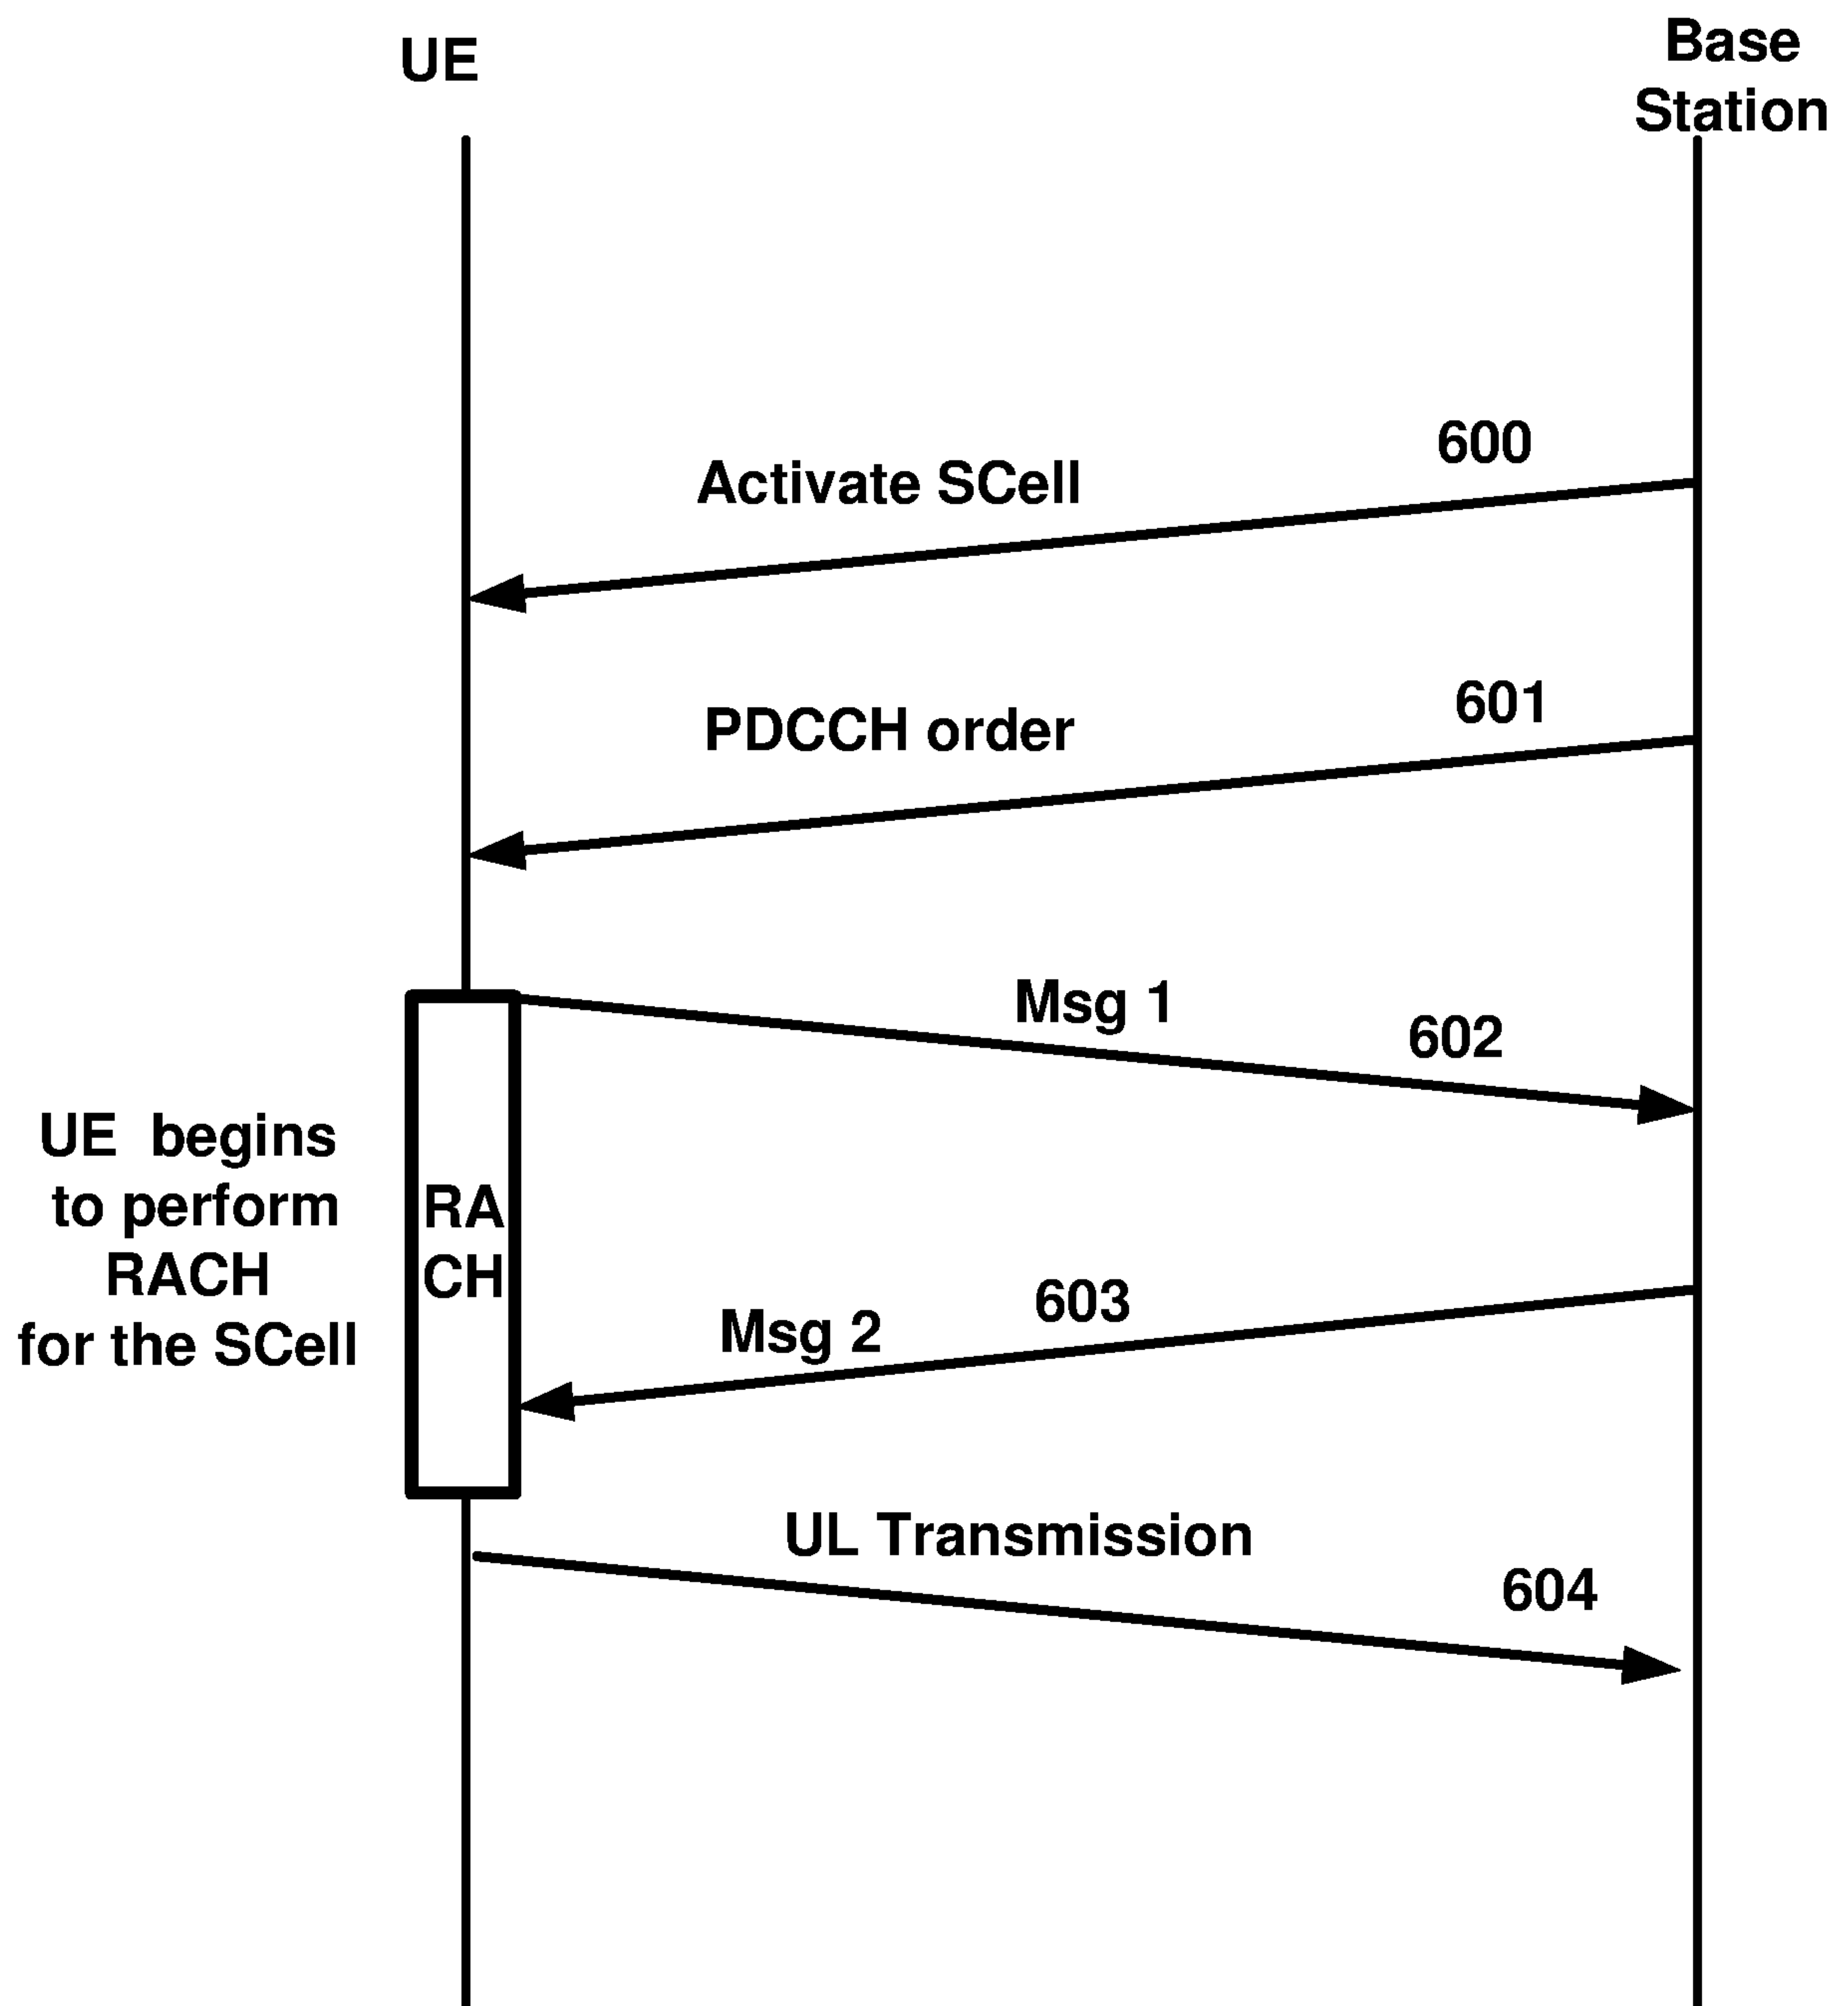 UE
Base
Station
600
Activate SCell
601
PDCCH order
Msg 1
602
UE begins
to perform
RACH
for the SCell
RA
CH
603
Msg 2
UL Transmission
604